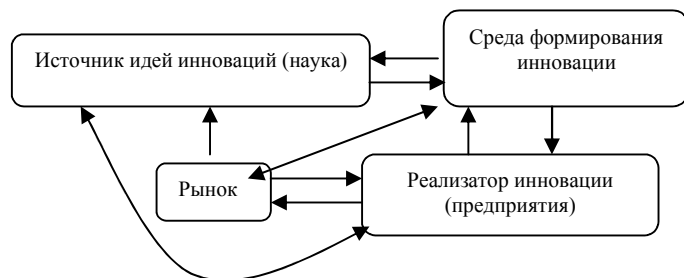 Источник идей инноваций (наука)
Среда формирования
инновации
Рынок
Реализатор инновации
(предприятия)